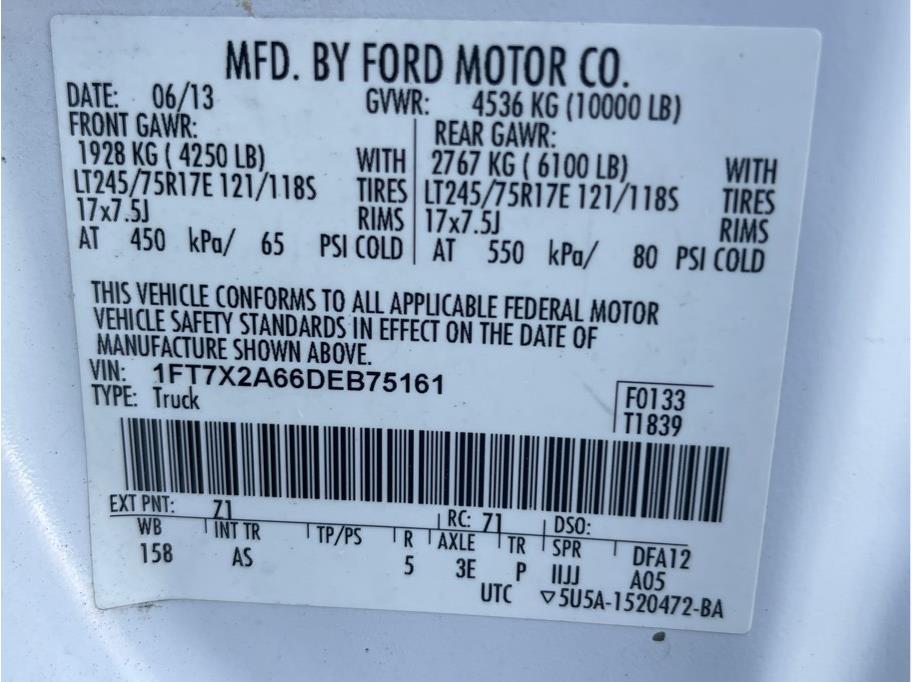 MFD. BY FORD MOTOR CO.
DATE: 06/13 GVWR: 4536 KG (10000 LB)
FRONT GAWR: REAR GAWR:
1928 KG ( 4250 LB) WITH 2767 KG ( 6100 LB) WITH
LT245/75R17E 121/118S TIRES LT245/75R17E 121/118S TIRES
17x7.5J RIMS 17x7.5J RIMS
AT 450 kPa/ 65 PSI COLD AT 550 kPa/ 80 PSI COLD
THIS VEHICLE CONFORMS TO ALL APPLICABLE FEDERAL MOTOR
VEHICLE SAFETY STANDARDS IN EFFECT ON THE DATE OF
MANUFACTURE SHOWN ABOVE.
VIN: 1FT7X2A66DEB75161
TYPE: Truck
F0133
T1839
EXT PNT: Z1 RC: 71 DSO:
WB INT TR TP/PS R AXLE TR SPR DFA12
158 AS 5 3E P IIJJ A05
UTC ▽5U5A-1520472-BA